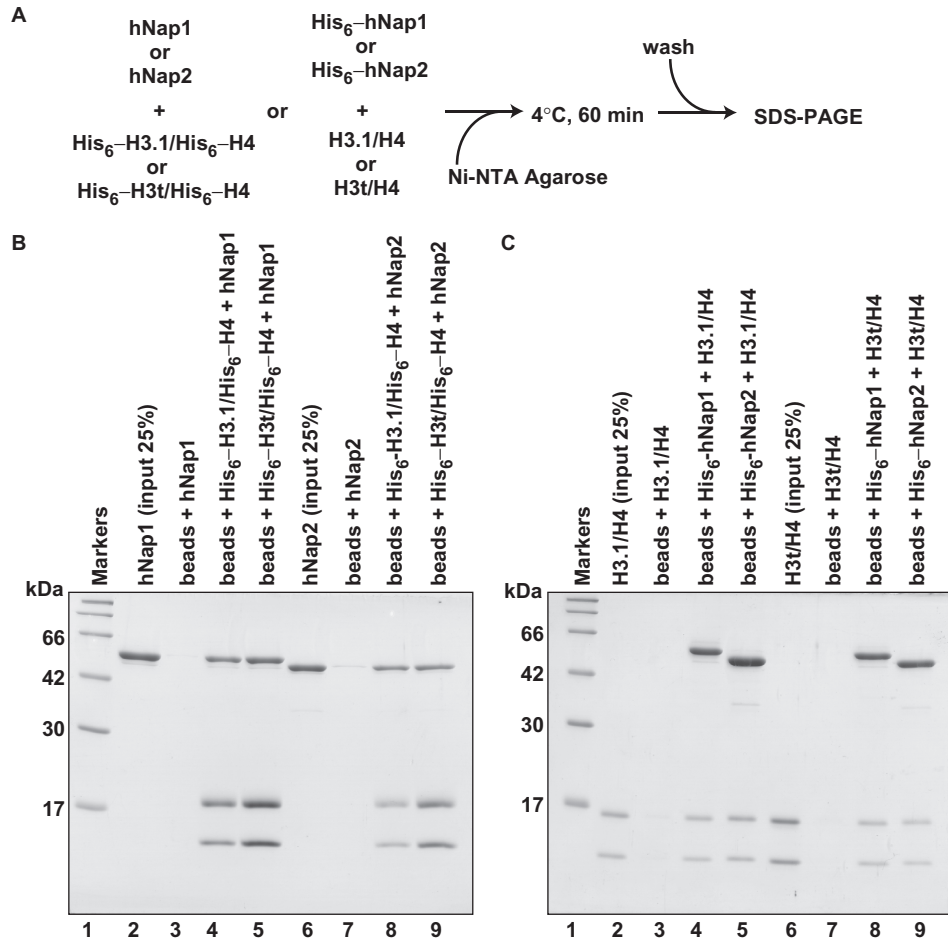 A
hNap1
or
hNap2
+
His6–H3.1/His6–H4
or
His6–H3t/His6–H4
or
His6–hNap1
or
His6–hNap2
+
H3.1/H4
or
H3t/H4
Ni-NTA Agarose
4°C, 60 min
wash
SDS-PAGE
B
Markers
hNap1 (input 25%)
beads + hNap1
beads + His6–H3.1/His6–H4 + hNap1
beads + His6–H3t/His6–H4 + hNap1
hNap2 (input 25%)
beads + hNap2
beads + His6-H3.1/His6–H4 + hNap2
beads + His6–H3t/His6–H4 + hNap2
kDa
66
42
30
17
1 2 3 4 5 6 7 8 9
C
Markers
H3.1/H4 (input 25%)
beads + H3.1/H4
beads + His6-hNap1 + H3.1/H4
beads + His6-hNap2 + H3.1/H4
H3t/H4 (input 25%)
beads + H3t/H4
beads + His6–hNap1 + H3t/H4
beads + His6–hNap2 + H3t/H4
kDa
66
42
30
17
1 2 3 4 5 6 7 8 9